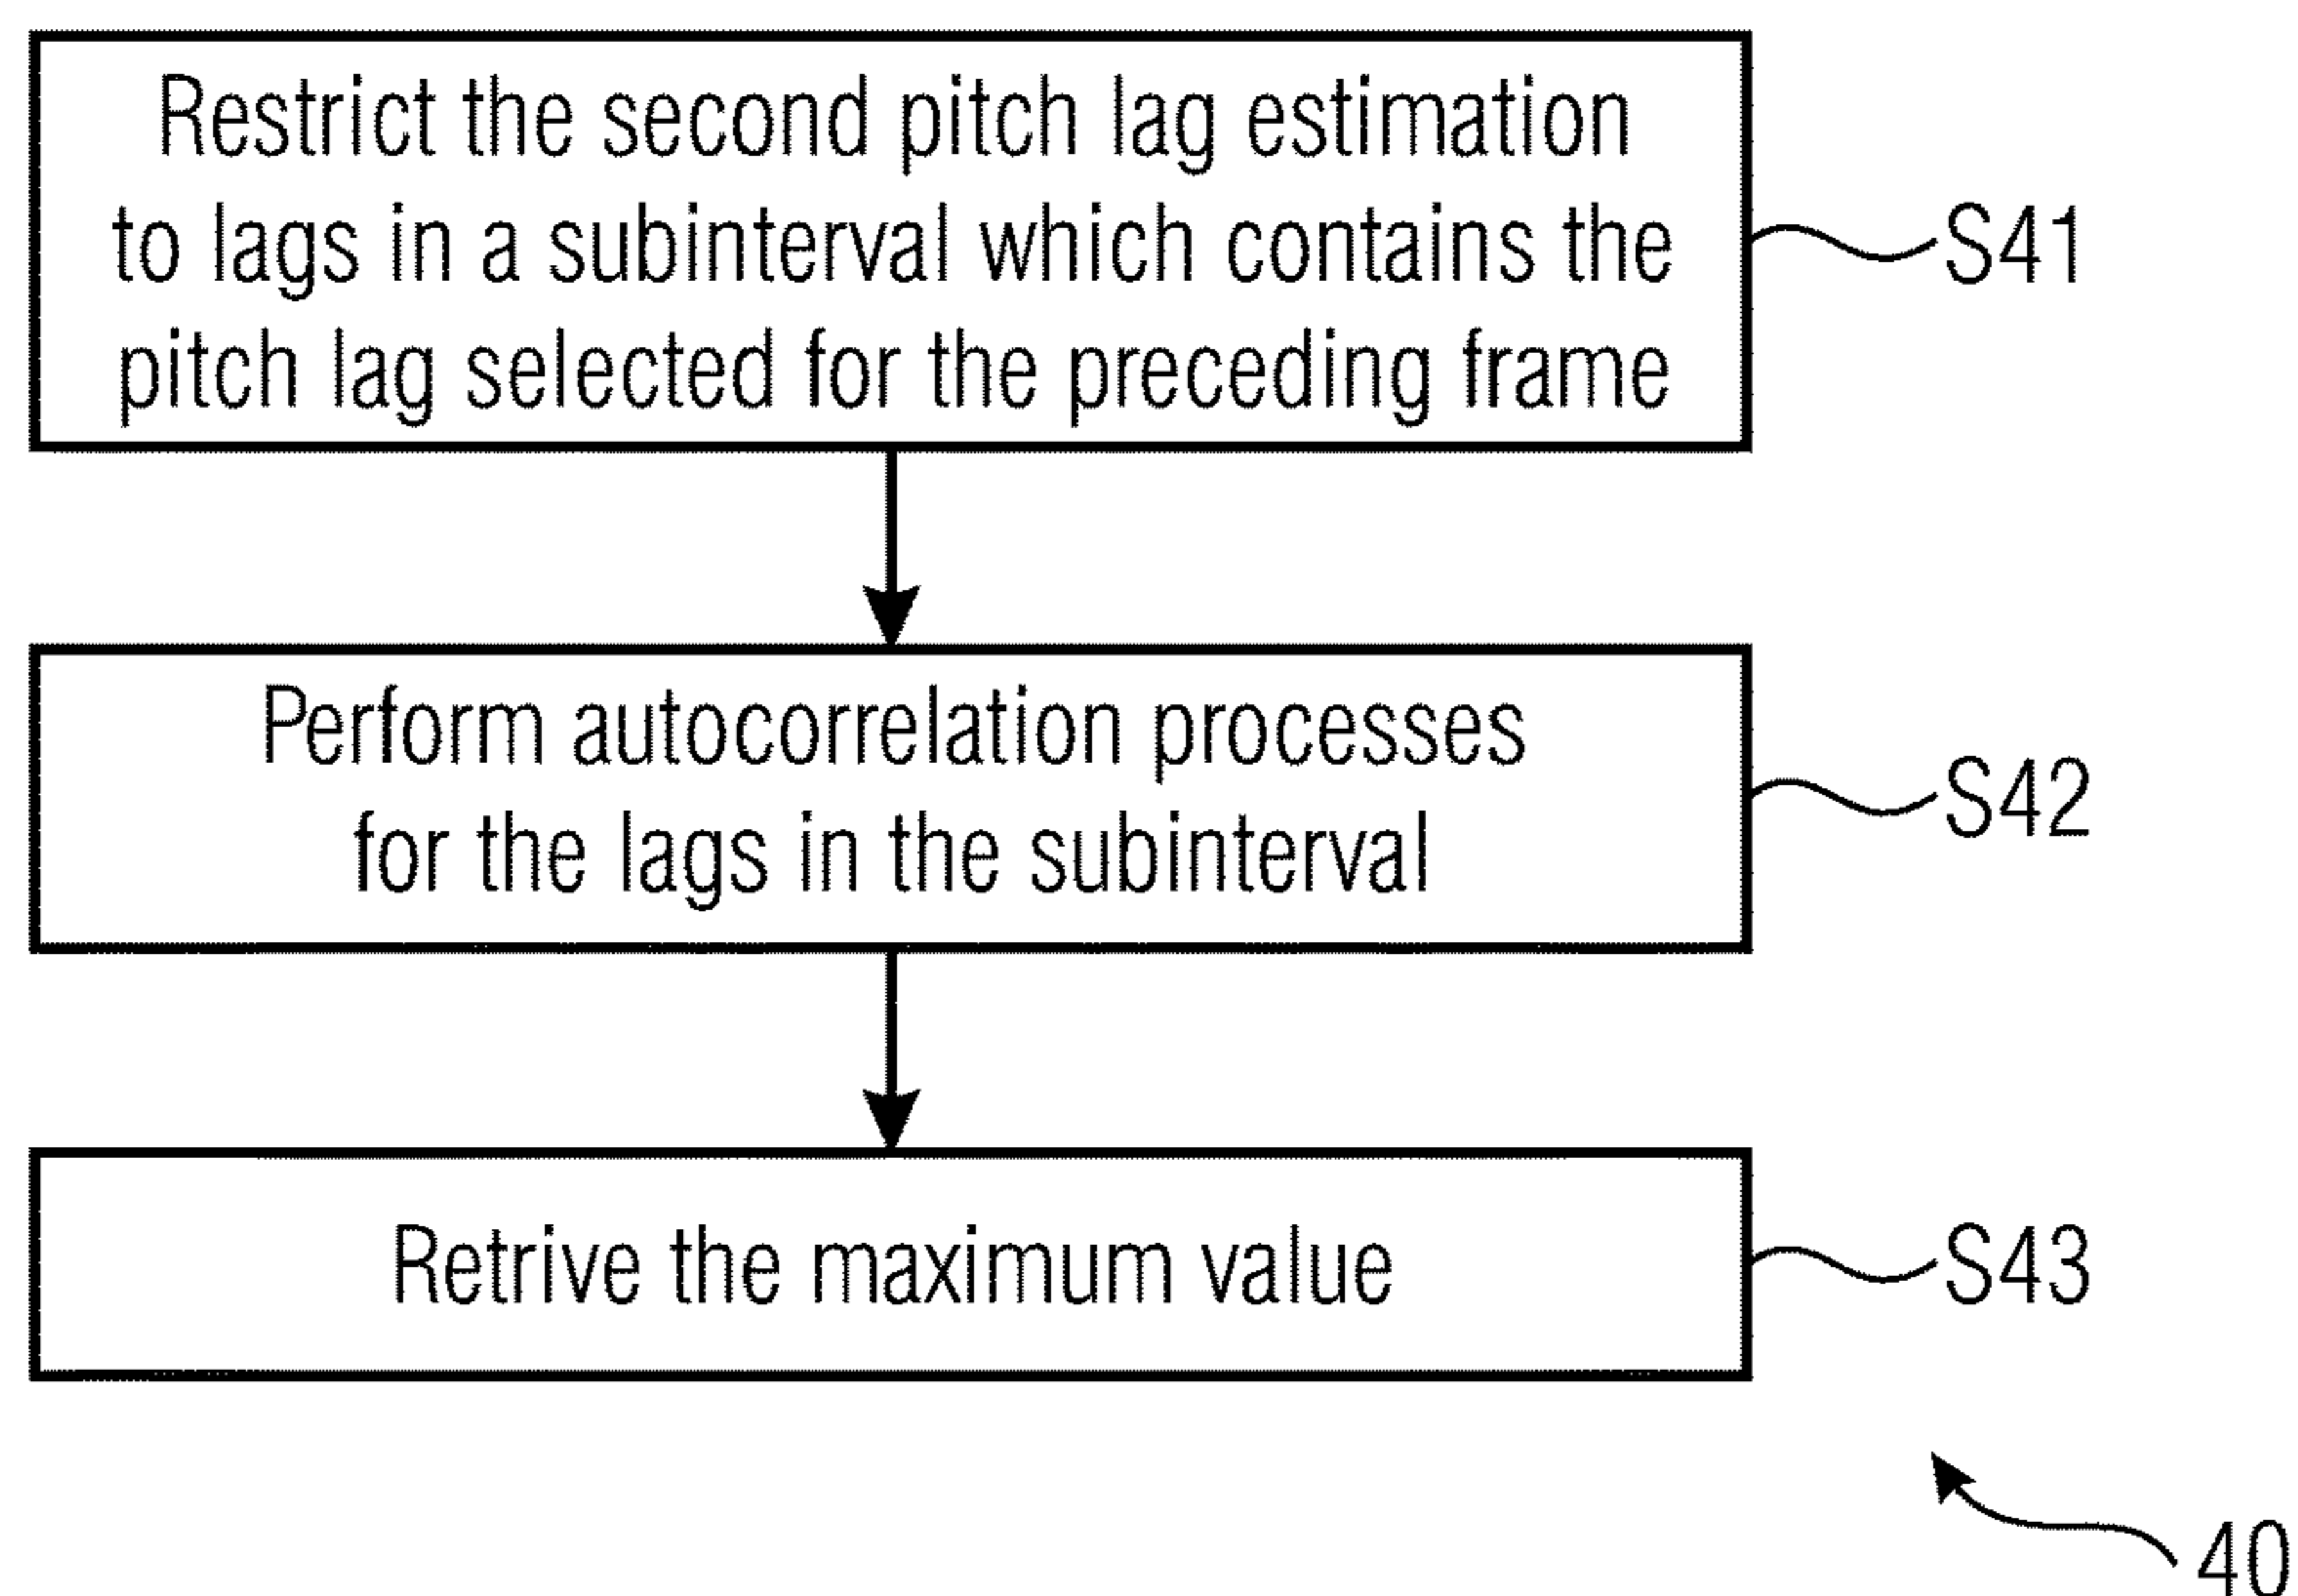 Restrict the second pitch lag estimation
to lags in a subinterval which contains the
pitch lag selected for the preceding frame
S41
Perform autocorrelation processes
for the lags in the subinterval
S42
Retrive the maximum value
S43
40